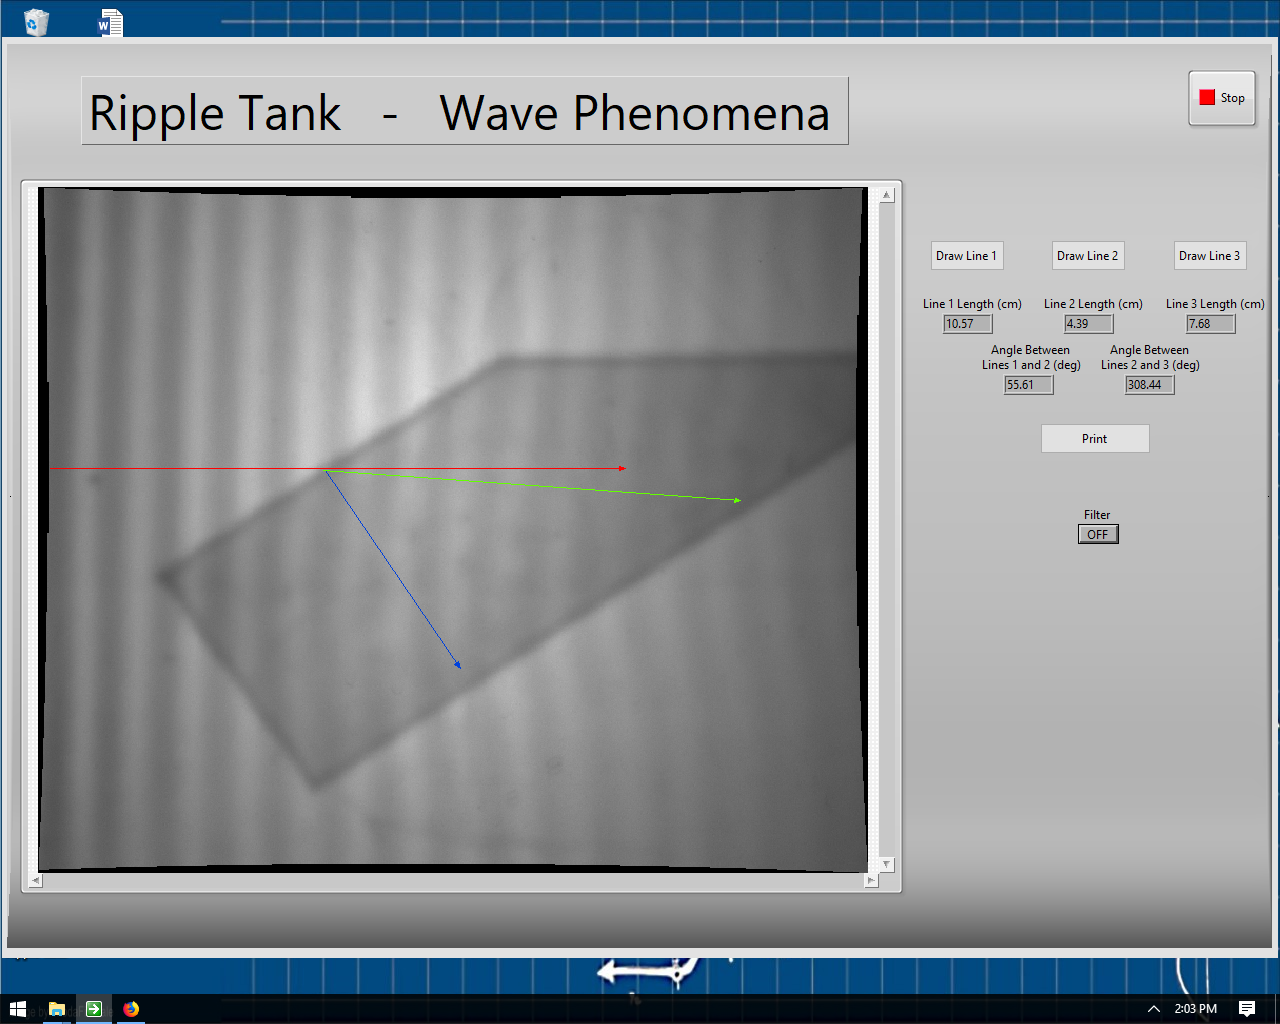 W
Ripple Tank - Wave Phenomena
Stop
Draw Line 1
Draw Line 2
Draw Line 3
Line 1 Length (cm)
Line 2 Length (cm)
Line 3 Length (cm)
10.57
4.39
7.68
Angle Between
Lines 1 and 2 (deg)
Angle Between
Lines 2 and 3 (deg)
55.61
308.44
Print
Filter
OFF
2:03 PM